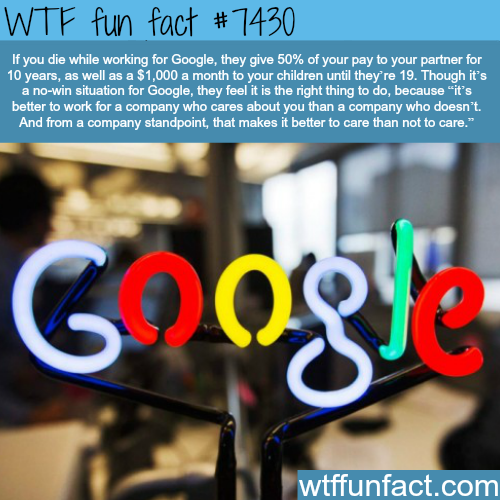 WTF fun fact #7430
If you die while working for Google, they give 50% of your pay to your partner for
10 years, as well as a $1,000 a month to your children until they're 19. Though it's
a no-win situation for Google, they feel it is the right thing to do, because “it's
better to work for a company who cares about you than a company who doesn't.
And from a company standpoint, that makes it better to care than not to care.”
Google
wtffunfact.com